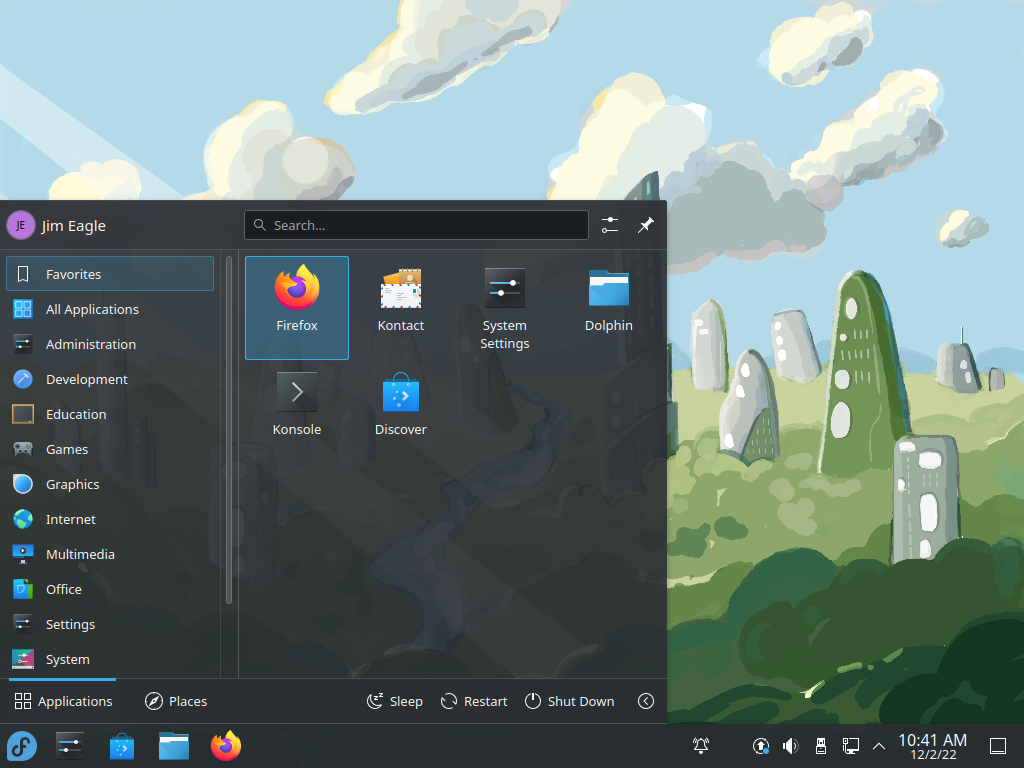 JE
Jim Eagle
Search...
Favorites
All Applications
Administration
Development
Education
Games
Graphics
Internet
Multimedia
Office
Settings
System
Firefox
Kontact
System
Settings
Dolphin
Konsole
Discover
Applications
Places
Sleep
Restart
Shut Down
10:41 AM
12/2/22